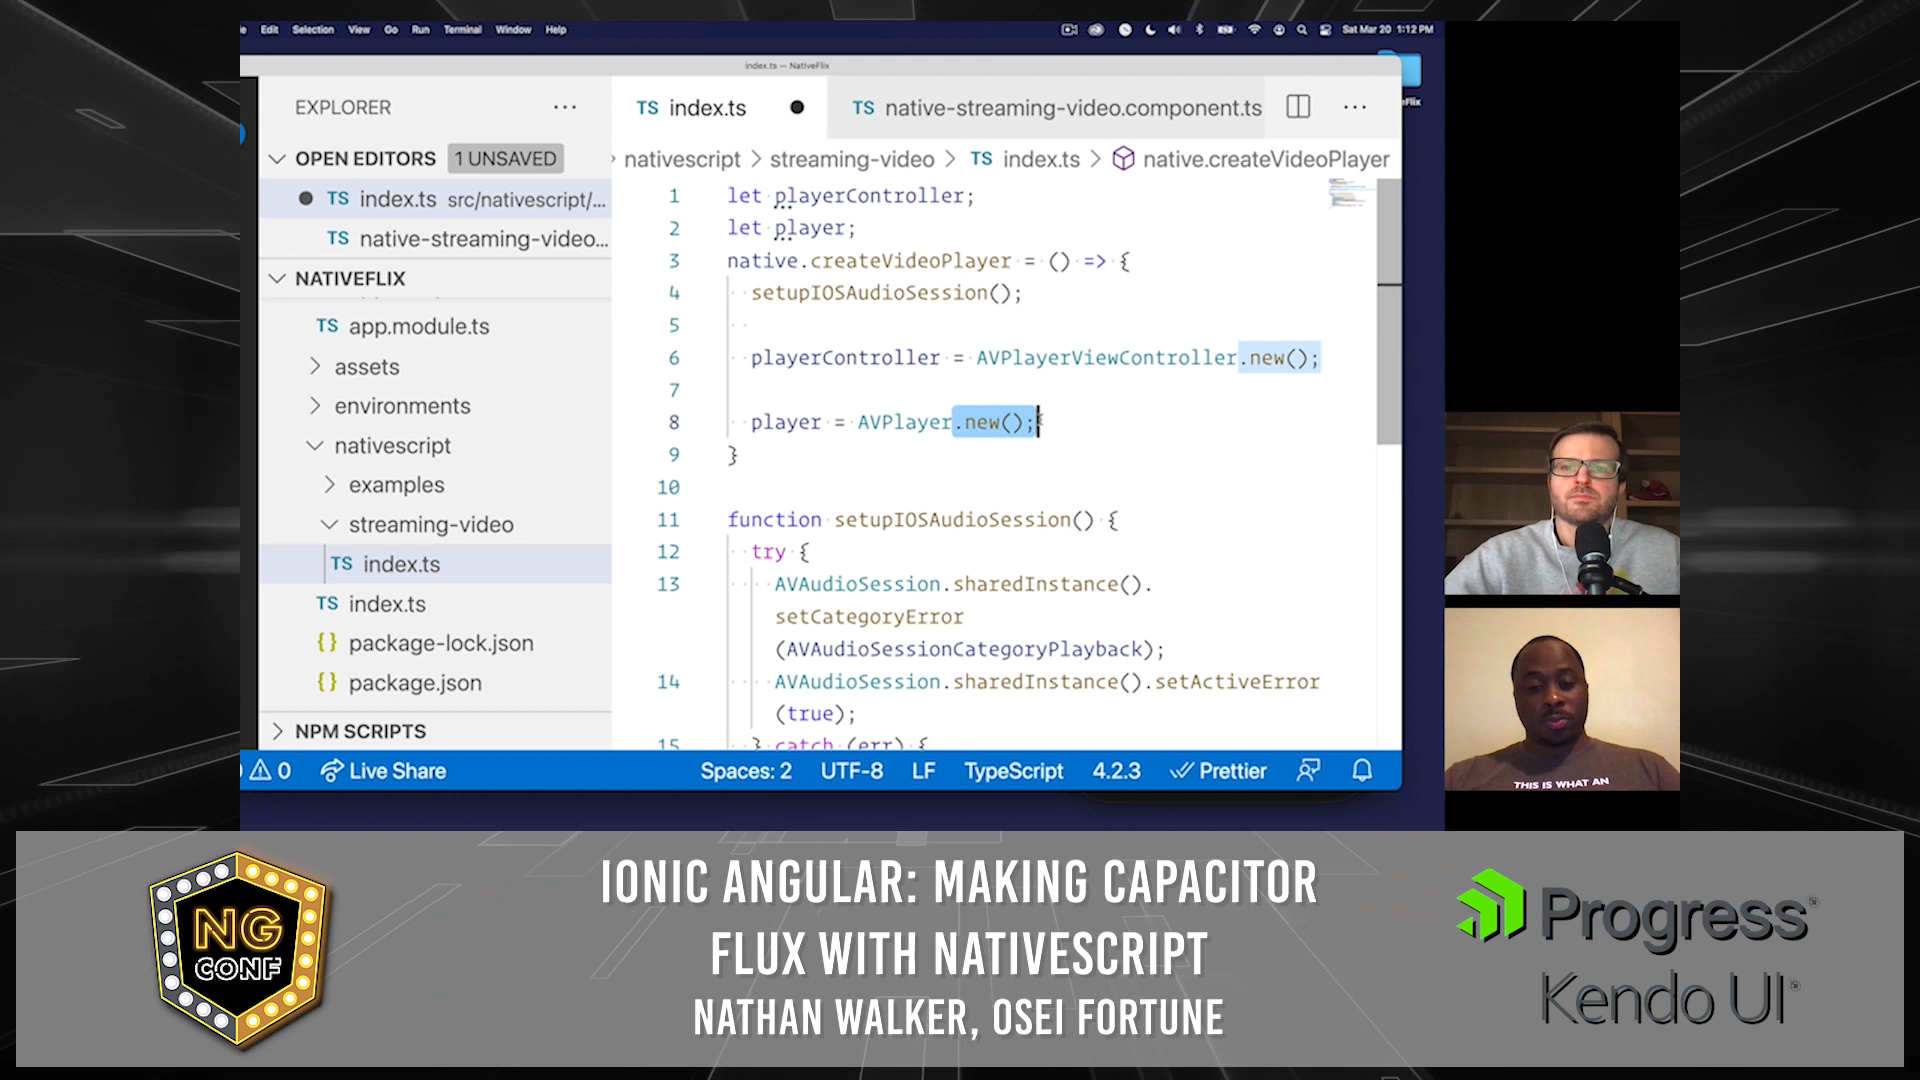 Edit Selection View Go Run Terminal Window Help
Sat Mar 20 1:12 PM
index.ts — NativeFlix
EXPLORER
TS index.ts
TS native-streaming-video.component.ts
OPEN EDITORS 1 UNSAVED
nativescript > streaming-video > TS index.ts > native.createVideoPlayer
TS index.ts src/nativescript/...
TS native-streaming-video...
NATIVEFLIX
TS app.module.ts
assets
environments
nativescript
examples
streaming-video
TS index.ts
TS index.ts
{} package-lock.json
{} package.json
NPM SCRIPTS
1 let playerController;
2 let player;
3 native.createVideoPlayer = () => {
4 setupIOSAudioSession();
5
6 playerController = AVPlayerViewController.new();
7
8 player = AVPlayer.new();
9 }
10
11 function setupIOSAudioSession() {
12 try {
13 AVAudioSession.sharedInstance().
setCategoryError
(AVAudioSessionCategoryPlayback);
14 AVAudioSession.sharedInstance().setActiveError
(true);
15 } catch (err) {
0 Live Share
Spaces: 2 UTF-8 LF TypeScript 4.2.3 Prettier
THIS IS WHAT AN
NG
CONF
IONIC ANGULAR: MAKING CAPACITOR
FLUX WITH NATIVESCRIPT
NATHAN WALKER, OSEI FORTUNE
Progress®
Kendo UI®